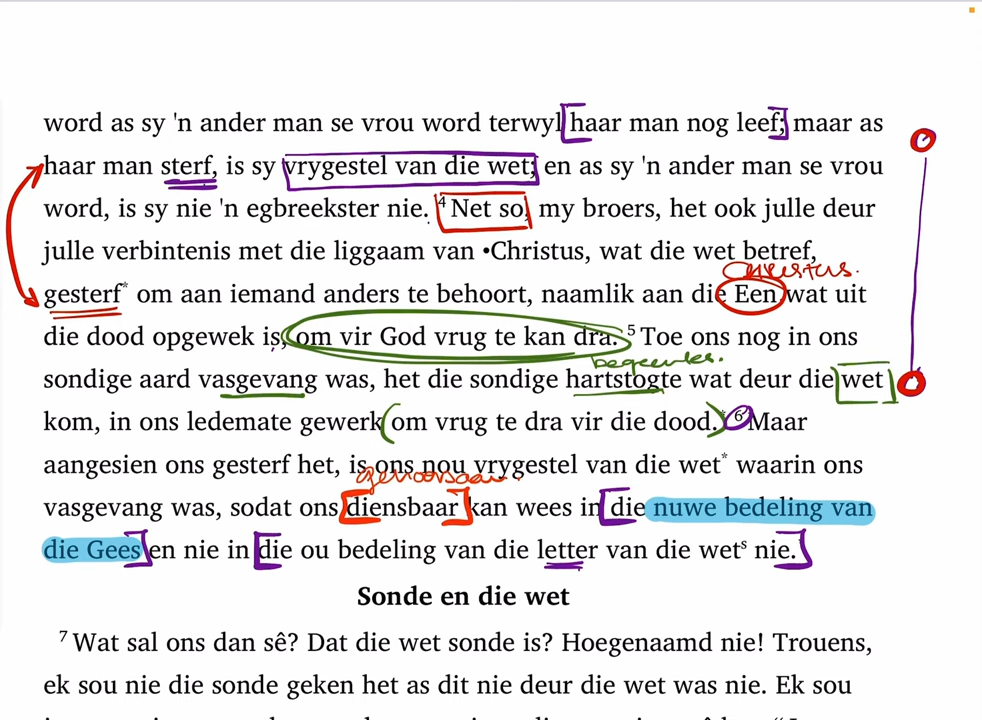 word as sy 'n ander man se vrou word terwyl haar man nog leef; maar as
haar man sterf, is sy vrygestel van die wet; en as sy 'n ander man se vrou
word, is sy nie 'n egbreekster nie. ⁴ Net so, my broers, het ook julle deur
julle verbintenis met die liggaam van •Christus, wat die wet betref,
Christus.
gesterf* om aan iemand anders te behoort, naamlik aan die Een wat uit
die dood opgewek is, om vir God vrug te kan dra. ⁵ Toe ons nog in ons
begeertes.
sondige aard vasgevang was, het die sondige hartstogte wat deur die wet
kom, in ons ledemate gewerk om vrug te dra vir die dood.* ⁶ Maar
aangesien ons gesterf het, is ons nou vrygestel van die wet* waarin ons
gehoorsaam.
vasgevang was, sodat ons diensbaar kan wees in die nuwe bedeling van
die Gees en nie in die ou bedeling van die letter van die wetˢ nie.
Sonde en die wet
⁷ Wat sal ons dan sê? Dat die wet sonde is? Hoegenaamd nie! Trouens,
ek sou nie die sonde geken het as dit nie deur die wet was nie. Ek sou